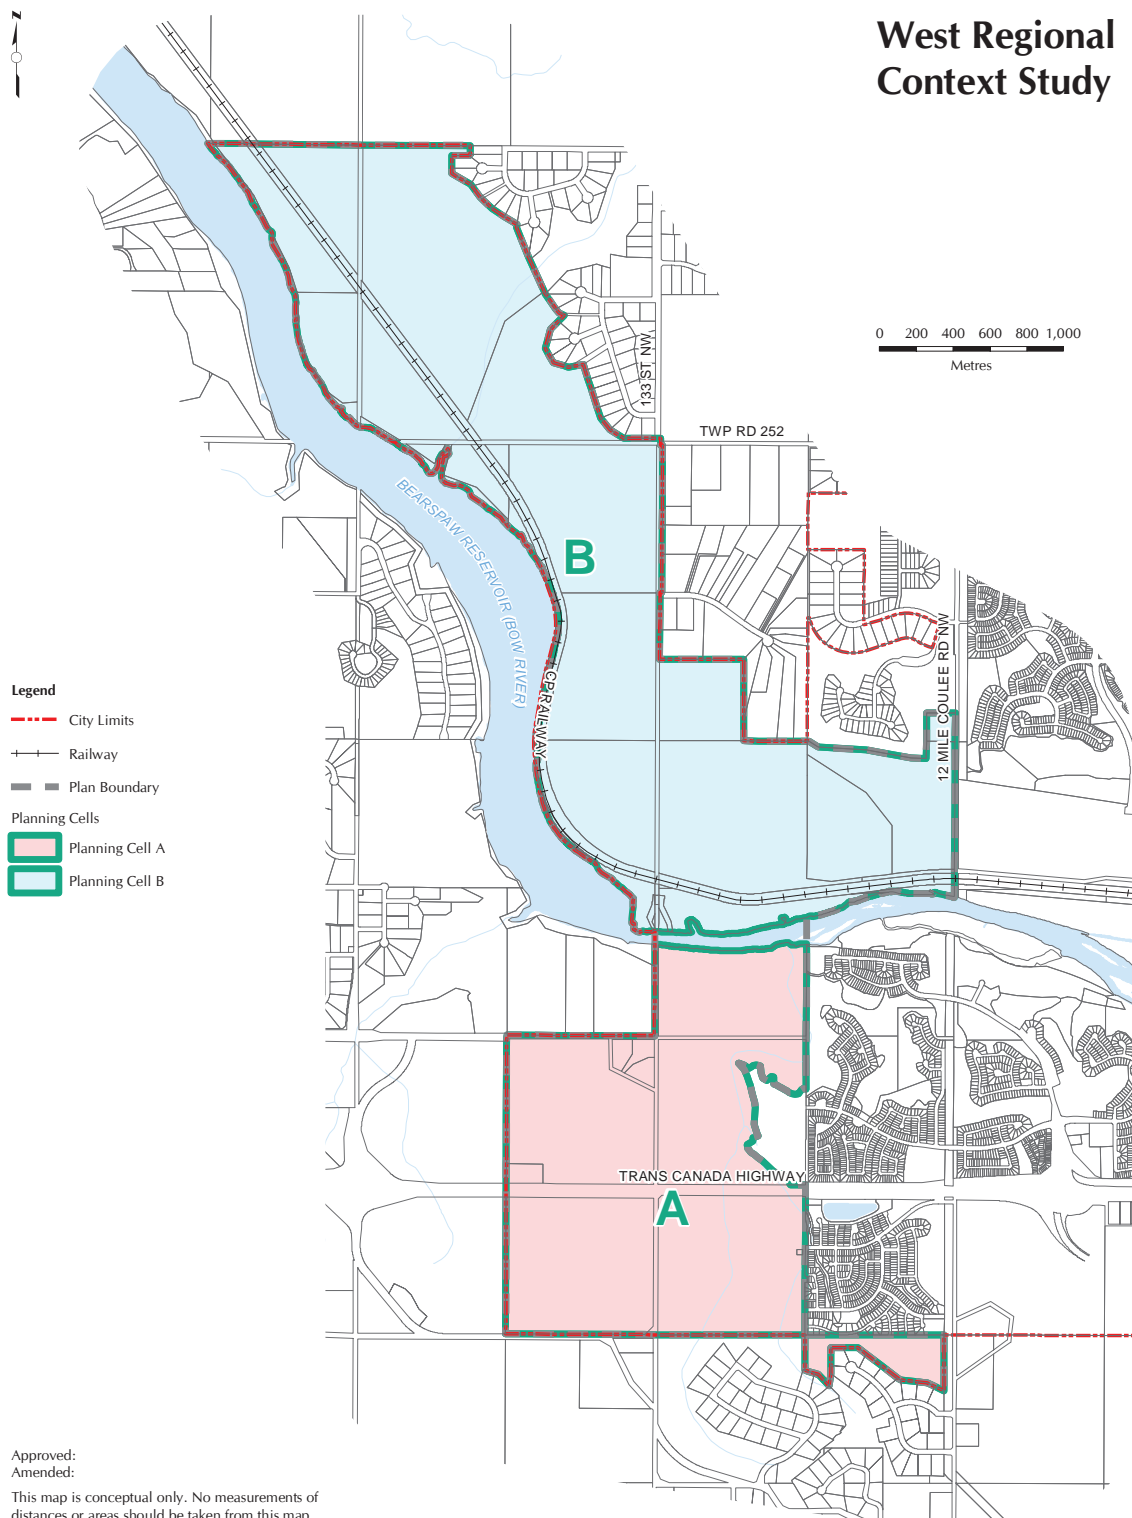 West Regional
Context Study
N
0 200 400 600 800 1,000
Metres
133 ST NW
TWP RD 252
BEARSPAW RESERVOIR (BOW RIVER)
B
12 MILE COULEE RD NW
CP RAILWAY
Legend
City Limits
Railway
Plan Boundary
Planning Cells
Planning Cell A
Planning Cell B
TRANS CANADA HIGHWAY
A
Approved:
Amended:
This map is conceptual only. No measurements of
distances or areas should be taken from this map.